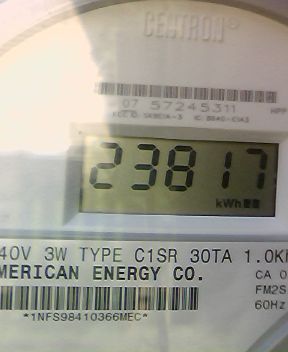 CENTRON®
07 57245311
23817
kWh
40V 3W TYPE C1SR 30TA 1.0K
MERICAN ENERGY CO.
CA 0
FM2S
60Hz
*1NFS98410366MEC*